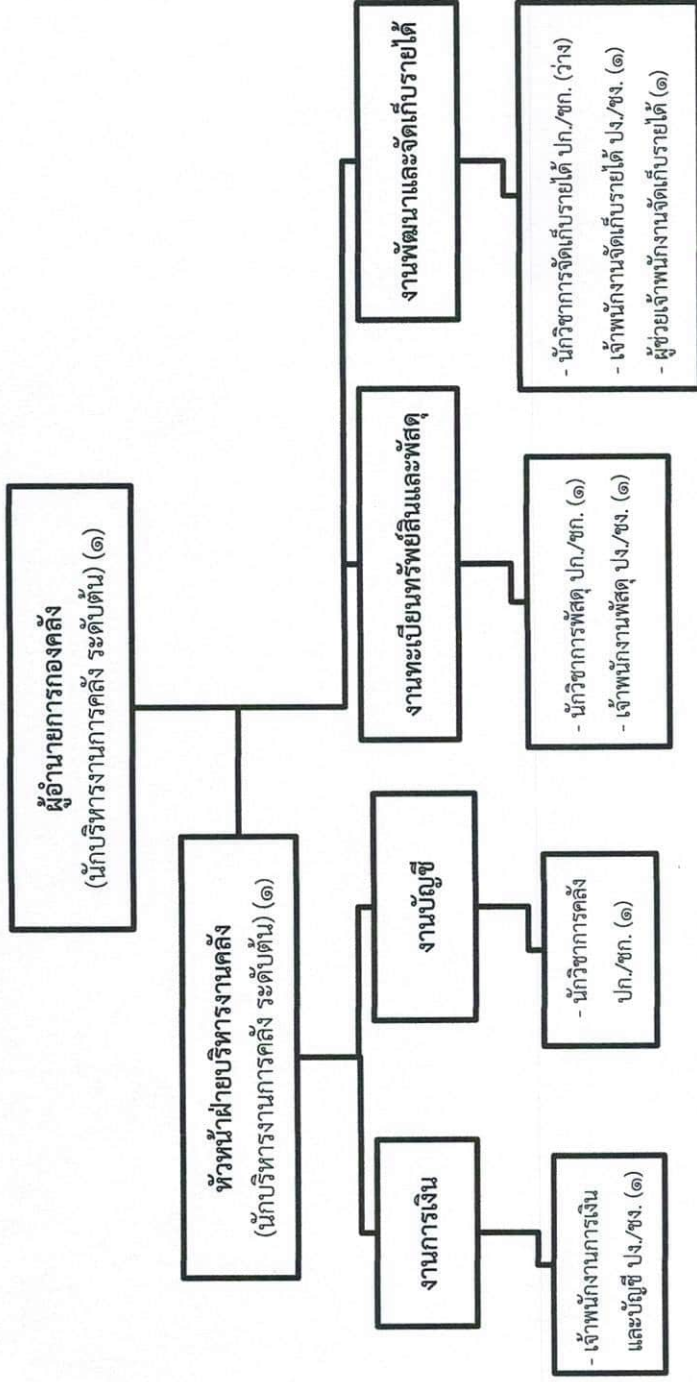 ผู้อำนายการกองคลัง
(นักบริหารงานการคลัง ระดับต้น) (๑)
หัวหน้าฝ่ายบริหารงานคลัง
(นักบริหารงานการคลัง ระดับต้น) (๑)
งานการเงิน
งานบัญชี
งานทะเบียนทรัพย์สินและพัสดุ
งานพัฒนาและจัดเก็บรายได้
- เจ้าพนักงานการเงิน
และบัญชี ปง./ชง. (๑)
- นักวิชาการคลัง
ปก./ชก. (๑)
- นักวิชาการพัสดุ ปก./ชก. (๑)
- เจ้าพนักงานพัสดุ ปง./ชง. (๑)
- นักวิชาการจัดเก็บรายได้ ปก./ชก. (ว่าง)
- เจ้าพนักงานจัดเก็บรายได้ ปง./ชง. (๑)
- ผู้ช่วยเจ้าพนักงานจัดเก็บรายได้ (๑)